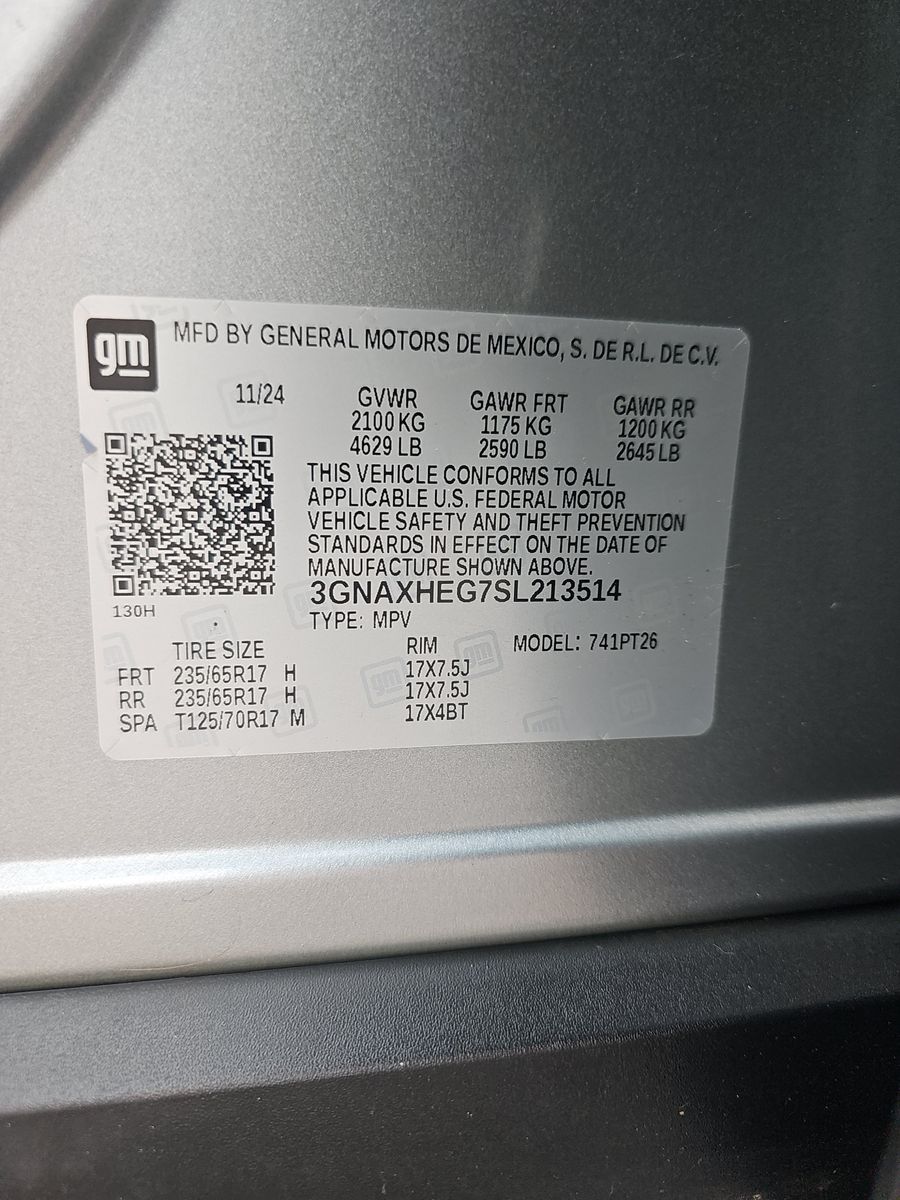 gm
MFD BY GENERAL MOTORS DE MEXICO, S. DE R.L. DE C.V.
11/24 GVWR GAWR FRT GAWR RR
2100 KG 1175 KG 1200 KG
4629 LB 2590 LB 2645 LB
THIS VEHICLE CONFORMS TO ALL
APPLICABLE U.S. FEDERAL MOTOR
VEHICLE SAFETY AND THEFT PREVENTION
STANDARDS IN EFFECT ON THE DATE OF
MANUFACTURE SHOWN ABOVE.
3GNAXHEG7SL213514
130H
TYPE: MPV
TIRE SIZE RIM MODEL: 741PT26
FRT 235/65R17 H 17X7.5J
RR 235/65R17 H 17X7.5J
SPA T125/70R17 M 17X4BT